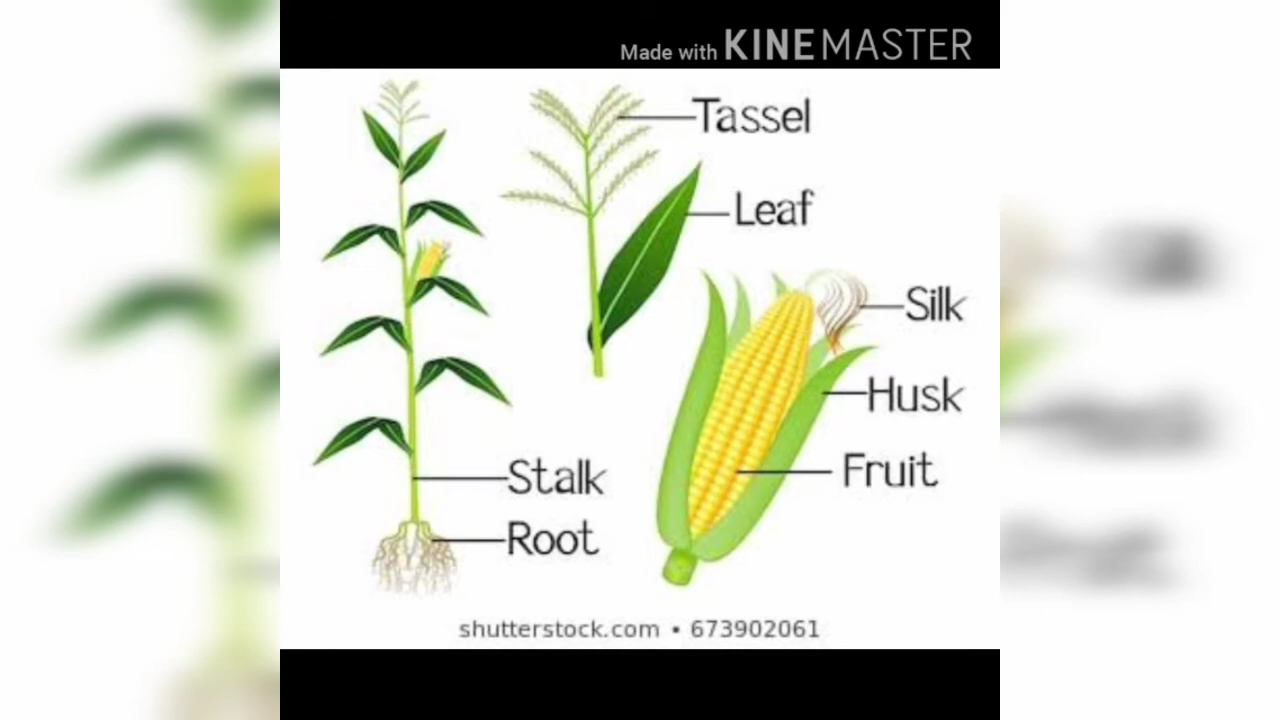 Made with KINEMASTER
Tassel
Leaf
Silk
Husk
Fruit
Stalk
Root
shutterstock.com • 673902061